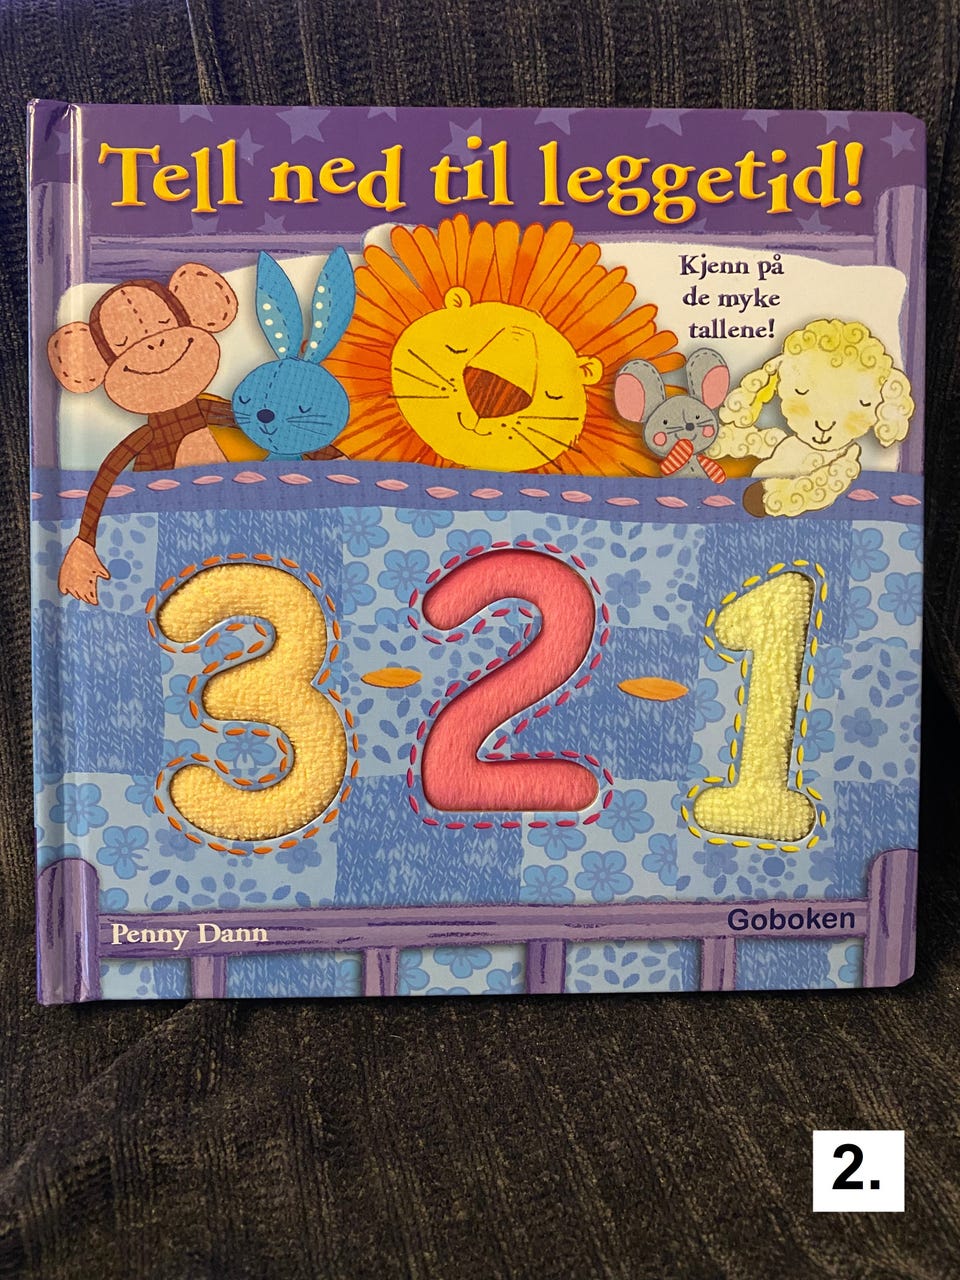 Tell ned til leggetid!
Kjenn på
de myke
tallene!
3-2-1
Penny Dann
Goboken
2.